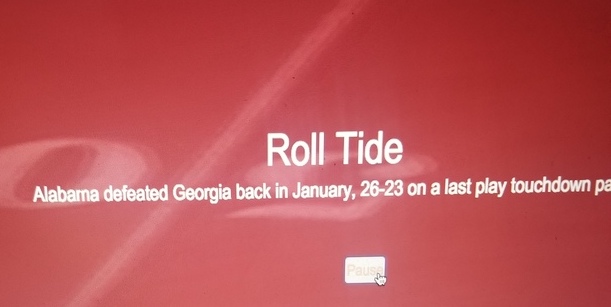 Roll Tide
Alabama defeated Georgia back in January, 26-23 on a last play touchdown pa
Pause